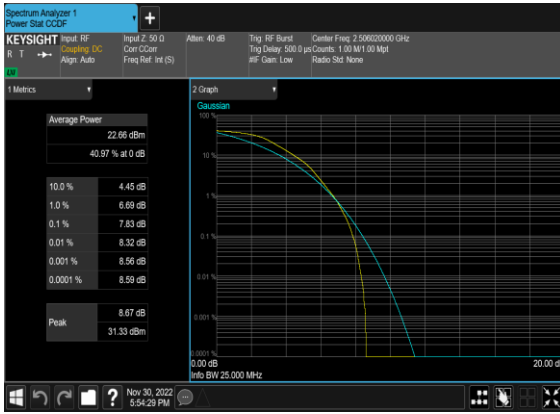 Spectrum Analyzer 1
Power Stat CCDF
+
KEYSIGHT Input: RF Input Z: 50 Ω Atten: 40 dB Trig: RF Burst Center Freq: 2.506020000 GHz
R T Coupling: DC Corr CCorr Trig Delay: 500.0 µs Counts: 1.00 M/1.00 Mpt
Align: Auto Freq Ref: Int (S) #IF Gain: Low Radio Std: None
1 Metrics
2 Graph
Average Power
22.66 dBm
40.97 % at 0 dB
10.0 % 4.45 dB
1.0 % 6.69 dB
0.1 % 7.83 dB
0.01 % 8.32 dB
0.001 % 8.56 dB
0.0001 % 8.59 dB
Peak
8.67 dB
31.33 dBm
Gaussian
100 %
10 %
1 %
0.1 %
0.01 %
0.001 %
0.0001 %
0.00 dB 20.00
Info BW 25.000 MHz
?
Nov 30, 2022
5:54:29 PM